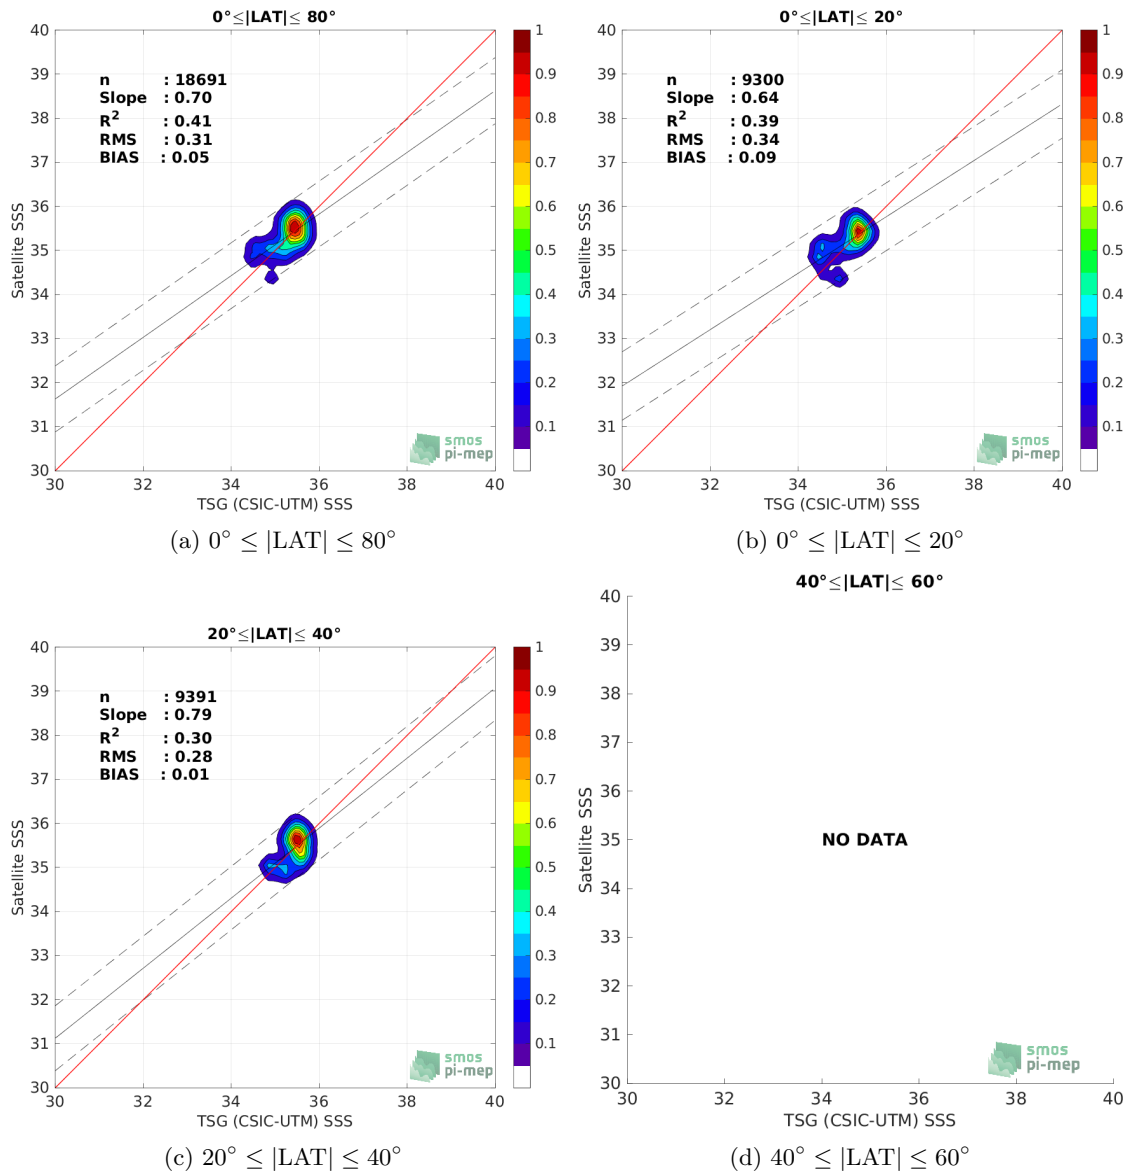 0°≤|LAT|≤ 80°
40
39
38
37
36
35
34
33
32
31
30
Satellite SSS
n : 18691
Slope : 0.70
R² : 0.41
RMS : 0.31
BIAS : 0.05
smos
pi-mep
30 32 34 36 38 40
TSG (CSIC-UTM) SSS
1
0.9
0.8
0.7
0.6
0.5
0.4
0.3
0.2
0.1
(a) 0° ≤ |LAT| ≤ 80°
0°≤|LAT|≤ 20°
40
39
38
37
36
35
34
33
32
31
30
Satellite SSS
n : 9300
Slope : 0.64
R² : 0.39
RMS : 0.34
BIAS : 0.09
smos
pi-mep
30 32 34 36 38 40
TSG (CSIC-UTM) SSS
1
0.9
0.8
0.7
0.6
0.5
0.4
0.3
0.2
0.1
(b) 0° ≤ |LAT| ≤ 20°
20°≤|LAT|≤ 40°
40
39
38
37
36
35
34
33
32
31
30
Satellite SSS
n : 9391
Slope : 0.79
R² : 0.30
RMS : 0.28
BIAS : 0.01
smos
pi-mep
30 32 34 36 38 40
TSG (CSIC-UTM) SSS
1
0.9
0.8
0.7
0.6
0.5
0.4
0.3
0.2
0.1
(c) 20° ≤ |LAT| ≤ 40°
40°≤|LAT|≤ 60°
40
39
38
37
36
35
34
33
32
31
30
Satellite SSS
NO DATA
smos
pi-mep
30 32 34 36 38 40
TSG (CSIC-UTM) SSS
(d) 40° ≤ |LAT| ≤ 60°